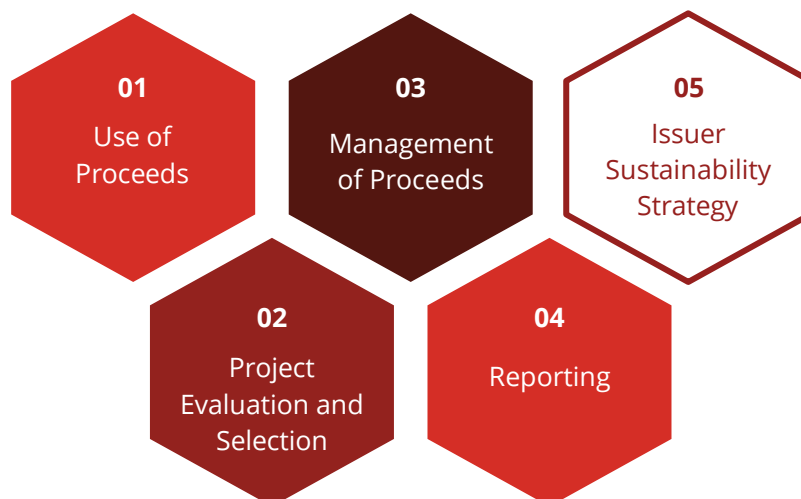 01
Use of
Proceeds
02
Project
Evaluation and
Selection
03
Management
of Proceeds
04
Reporting
05
Issuer
Sustainability
Strategy